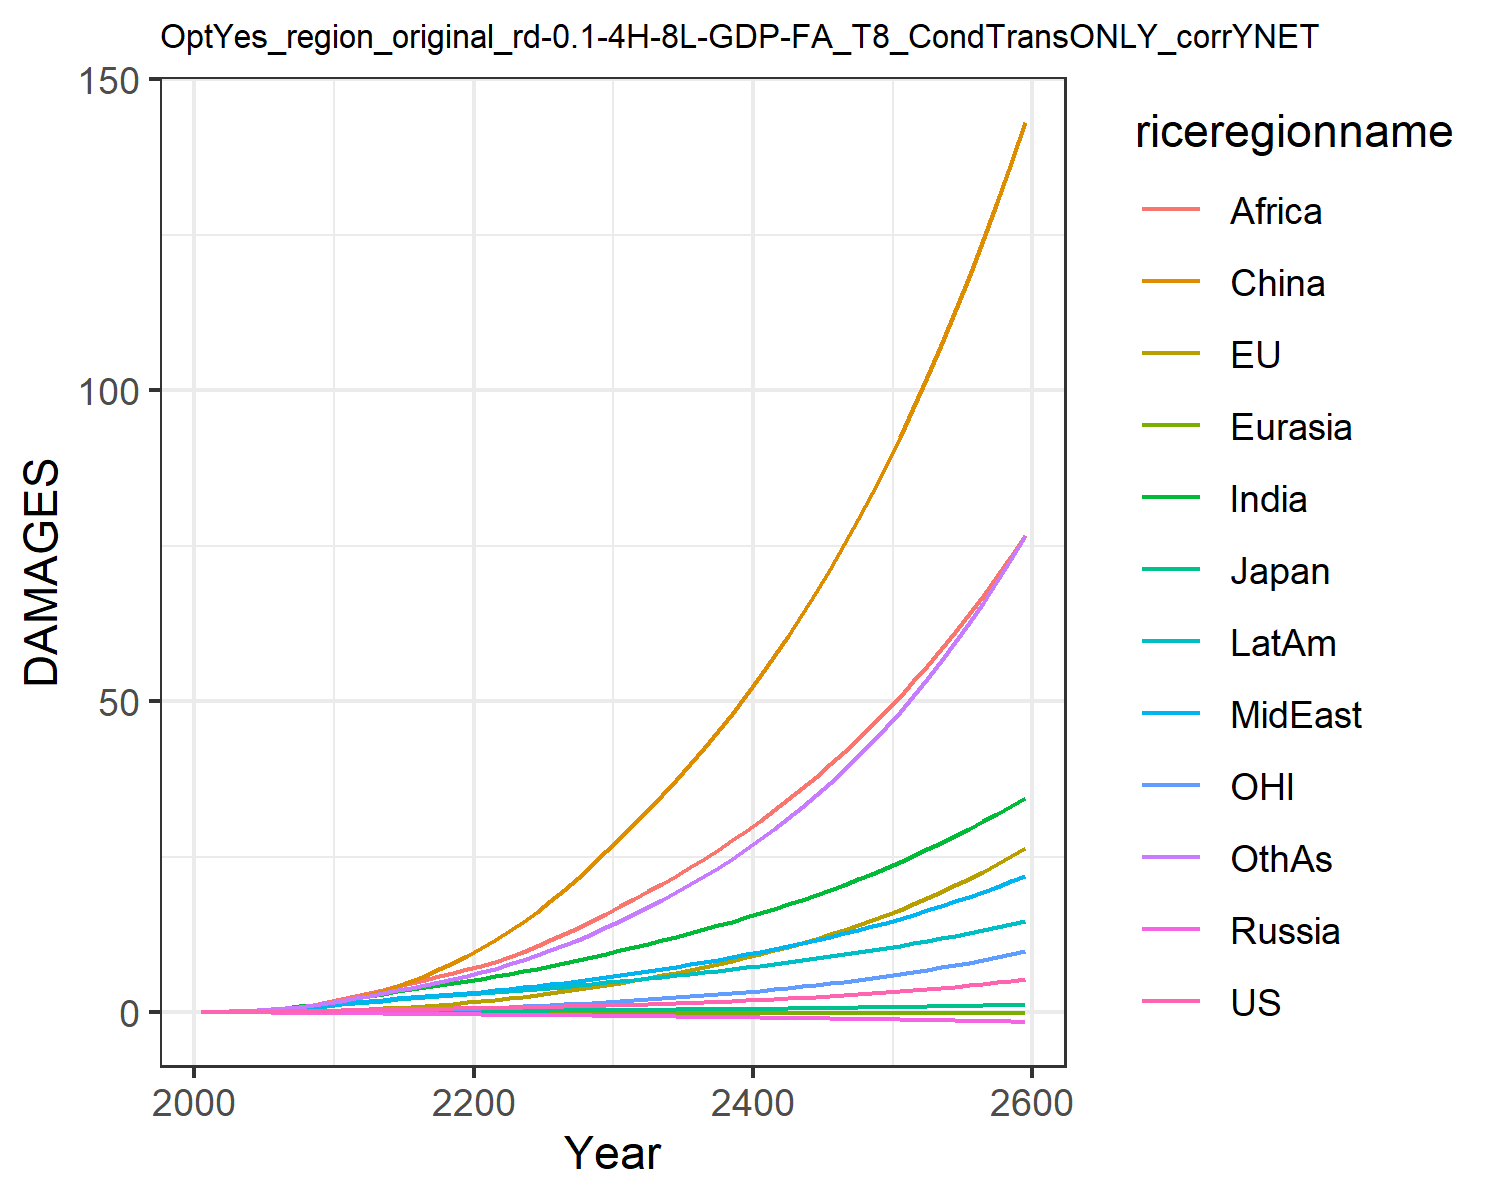 OptYes_region_original_rd-0.1-4H-8L-GDP-FA_T8_CondTransONLY_corrYNET
150
100
50
0
DAMAGES
2000 2200 2400 2600
Year
riceregionname
Africa
China
EU
Eurasia
India
Japan
LatAm
MidEast
OHI
OthAs
Russia
US